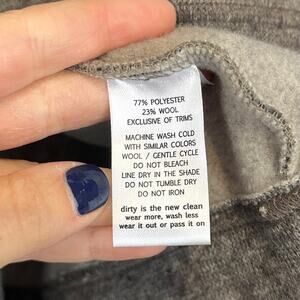 77% POLYESTER
23% WOOL
EXCLUSIVE OF TRIMS
MACHINE WASH COLD
WITH SIMILAR COLORS
WOOL / GENTLE CYCLE
DO NOT BLEACH
LINE DRY IN THE SHADE
DO NOT TUMBLE DRY
DO NOT IRON
dirty is the new clean
wear more, wash less
wear it out or pass it on